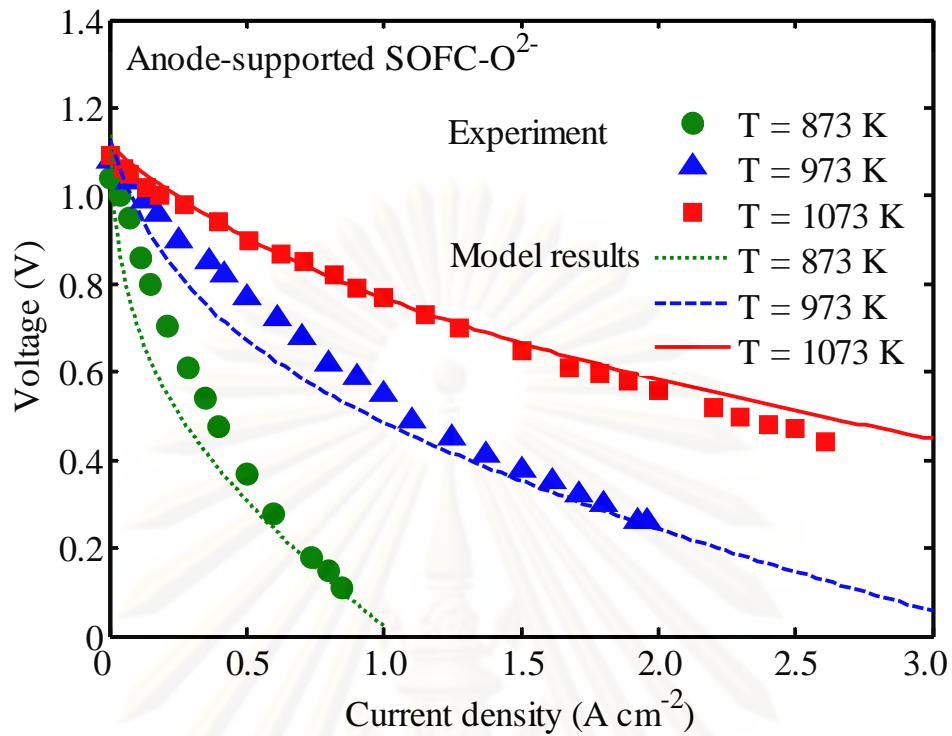 1.4
1.2
1.0
0.8
0.6
0.4
0.2
0
Voltage (V)
Anode-supported SOFC-O²⁻
Experiment
T = 873 K
T = 973 K
T = 1073 K
Model results
T = 873 K
T = 973 K
T = 1073 K
0 0.5 1.0 1.5 2.0 2.5 3.0
Current density (A cm⁻²)